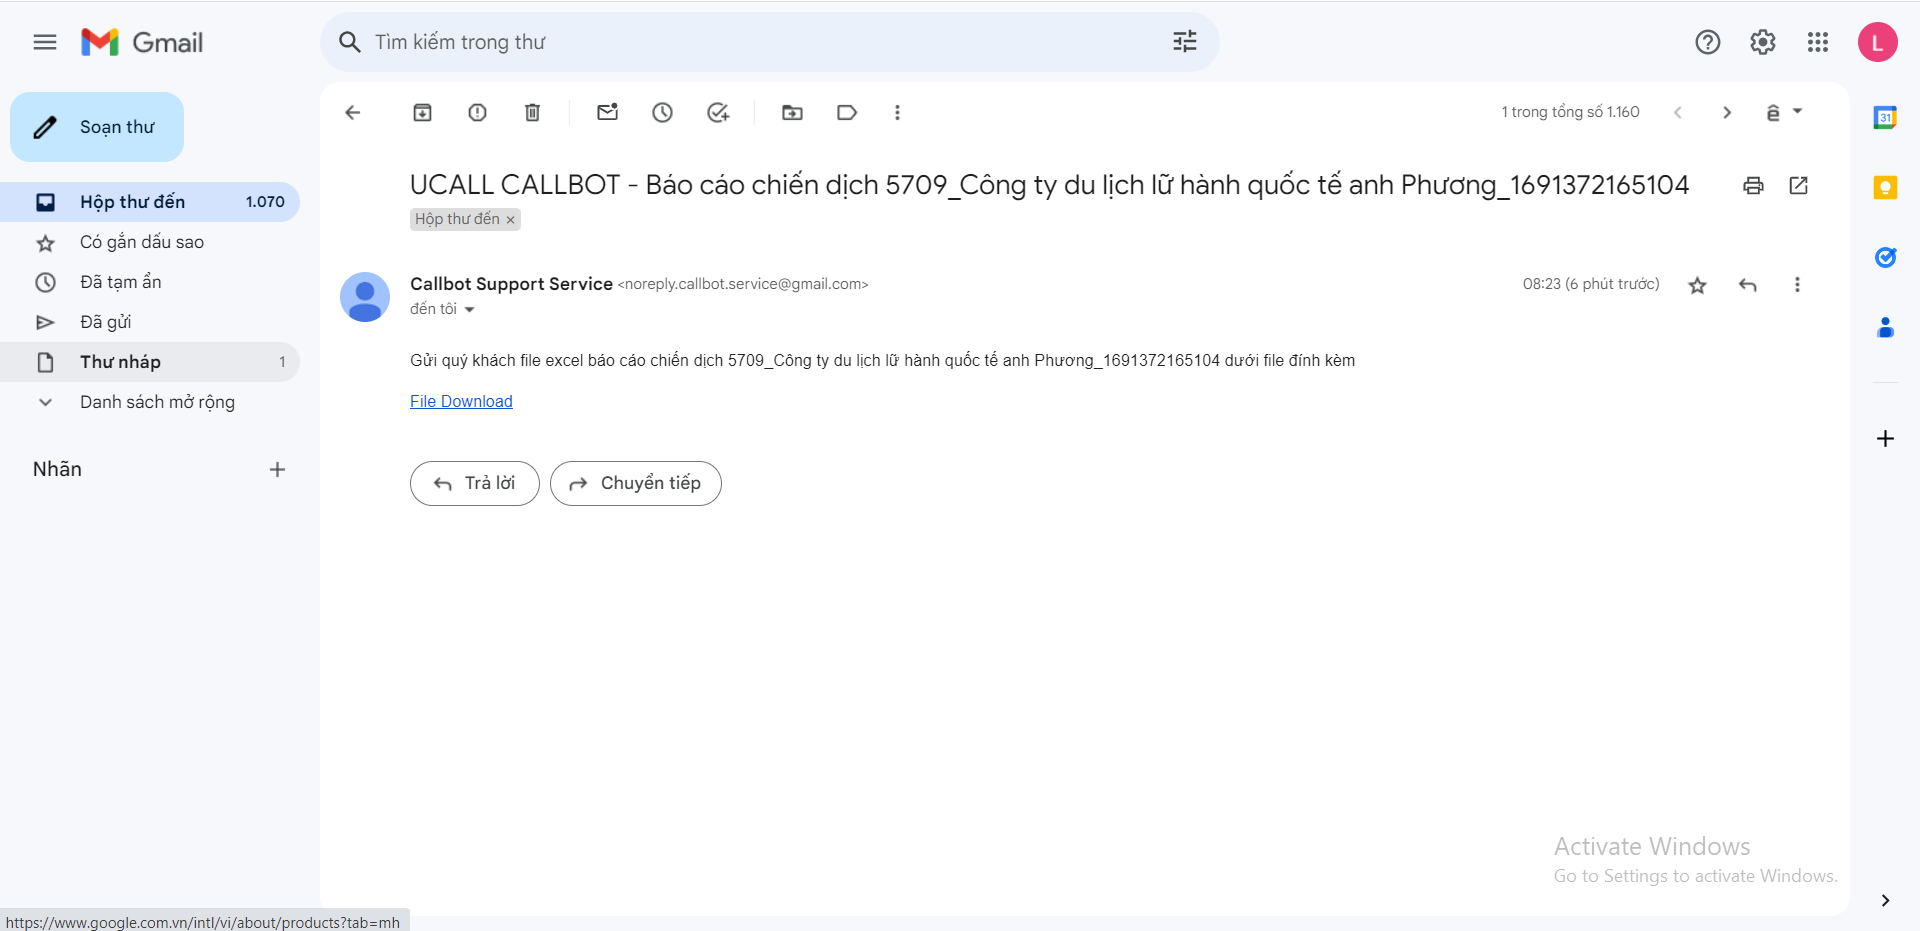 Gmail
Tìm kiếm trong thư
L
Soạn thư
1 trong tổng số 1.160
ê
31
UCALL CALLBOT - Báo cáo chiến dịch 5709_Công ty du lịch lữ hành quốc tế anh Phương_1691372165104
Hộp thư đến ×
Hộp thư đến 1.070
Có gắn dấu sao
Đã tạm ẩn
Đã gửi
Thư nháp 1
Danh sách mở rộng
Nhãn
Callbot Support Service <noreply.callbot.service@gmail.com> 08:23 (6 phút trước)
đến tôi
Gửi quý khách file excel báo cáo chiến dịch 5709_Công ty du lịch lữ hành quốc tế anh Phương_1691372165104 dưới file đính kèm
File Download
Trả lời Chuyển tiếp
Activate Windows
Go to Settings to activate Windows.
https://www.google.com.vn/intl/vi/about/products?tab=mh